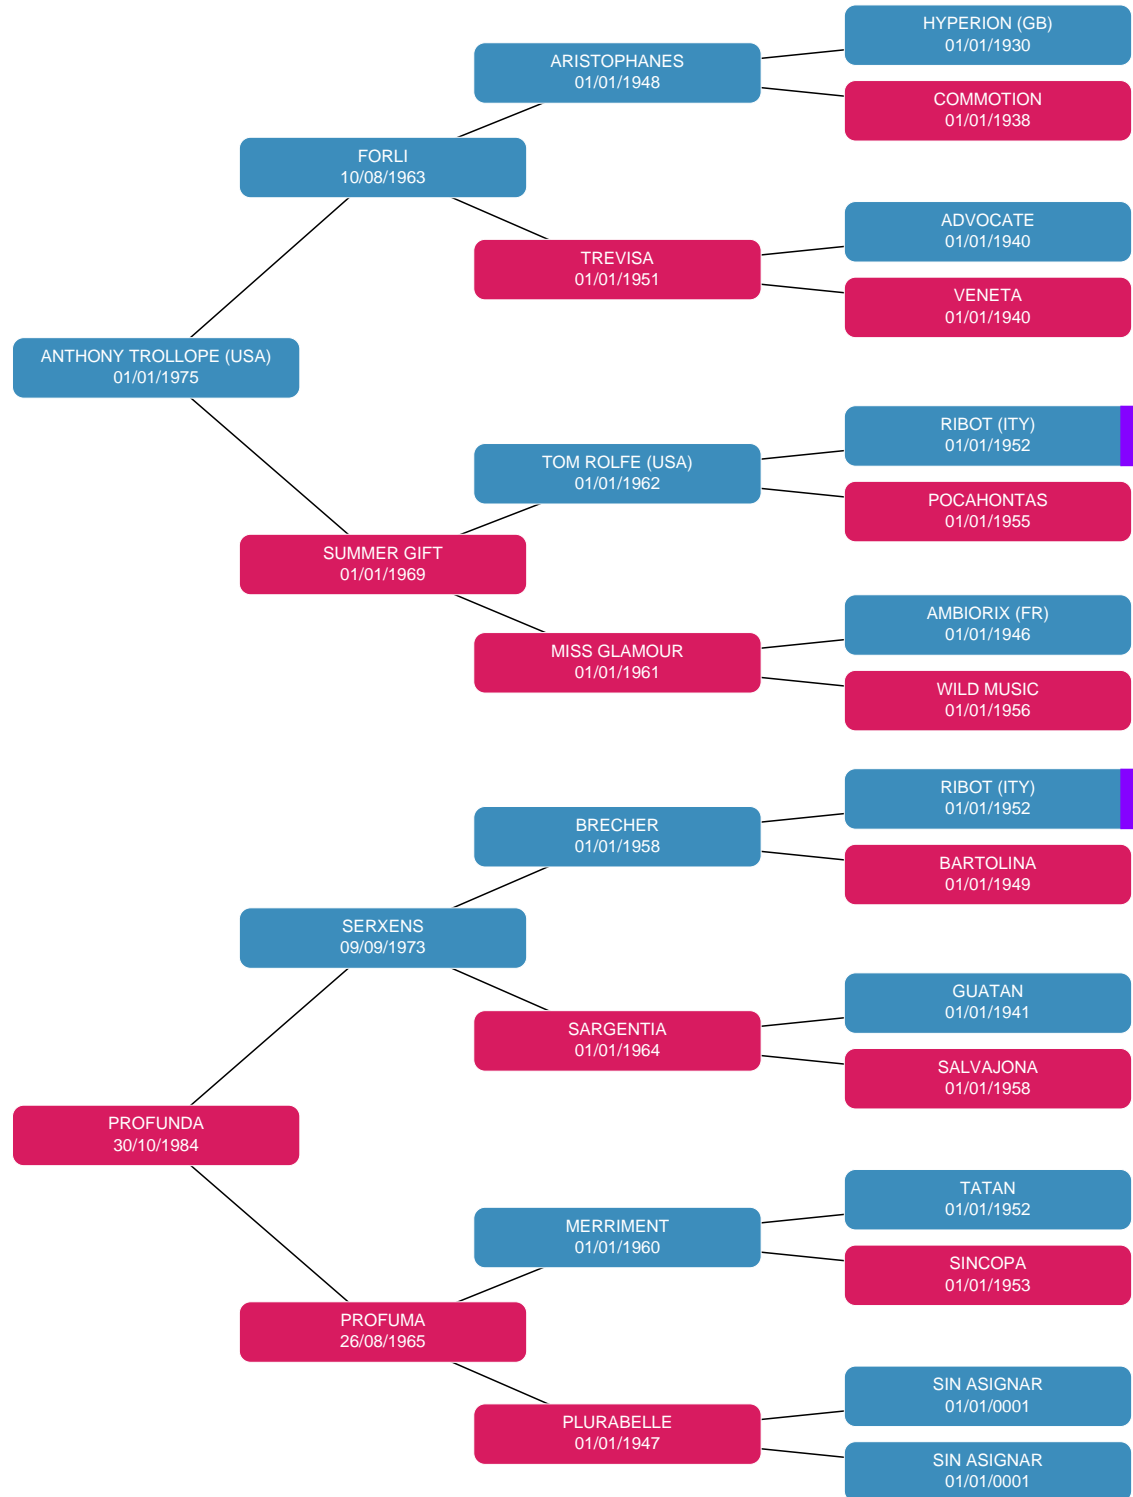 HYPERION (GB)
01/01/1930
ARISTOPHANES
01/01/1948
COMMOTION
01/01/1938
FORLI
10/08/1963
ADVOCATE
01/01/1940
TREVISA
01/01/1951
VENETA
01/01/1940
ANTHONY TROLLOPE (USA)
01/01/1975
RIBOT (ITY)
01/01/1952
TOM ROLFE (USA)
01/01/1962
POCAHONTAS
01/01/1955
SUMMER GIFT
01/01/1969
AMBIORIX (FR)
01/01/1946
MISS GLAMOUR
01/01/1961
WILD MUSIC
01/01/1956
RIBOT (ITY)
01/01/1952
BRECHER
01/01/1958
BARTOLINA
01/01/1949
SERXENS
09/09/1973
GUATAN
01/01/1941
SARGENTIA
01/01/1964
SALVAJONA
01/01/1958
PROFUNDA
30/10/1984
TATAN
01/01/1952
MERRIMENT
01/01/1960
SINCOPA
01/01/1953
PROFUMA
26/08/1965
SIN ASIGNAR
01/01/0001
PLURABELLE
01/01/1947
SIN ASIGNAR
01/01/0001